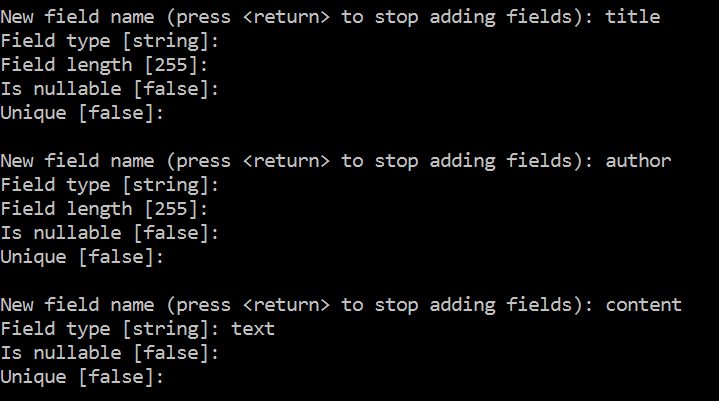 New field name (press <return> to stop adding fields): title
Field type [string]:
Field length [255]:
Is nullable [false]:
Unique [false]:
New field name (press <return> to stop adding fields): author
Field type [string]:
Field length [255]:
Is nullable [false]:
Unique [false]:
New field name (press <return> to stop adding fields): content
Field type [string]: text
Is nullable [false]:
Unique [false]: